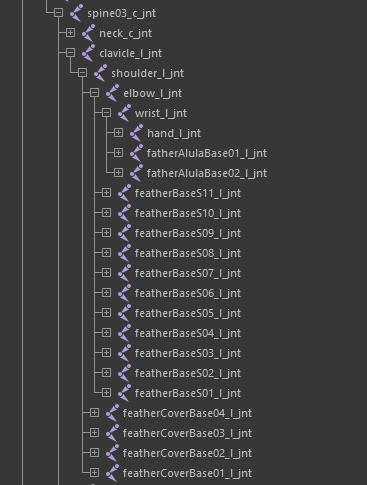 spine03_c_jnt
neck_c_jnt
clavicle_l_jnt
shoulder_l_jnt
elbow_l_jnt
wrist_l_jnt
hand_l_jnt
fatherAlulaBase01_l_jnt
fatherAlulaBase02_l_jnt
featherBaseS11_l_jnt
featherBaseS10_l_jnt
featherBaseS09_l_jnt
featherBaseS08_l_jnt
featherBaseS07_l_jnt
featherBaseS06_l_jnt
featherBaseS05_l_jnt
featherBaseS04_l_jnt
featherBaseS03_l_jnt
featherBaseS02_l_jnt
featherBaseS01_l_jnt
featherCoverBase04_l_jnt
featherCoverBase03_l_jnt
featherCoverBase02_l_jnt
featherCoverBase01_l_jnt